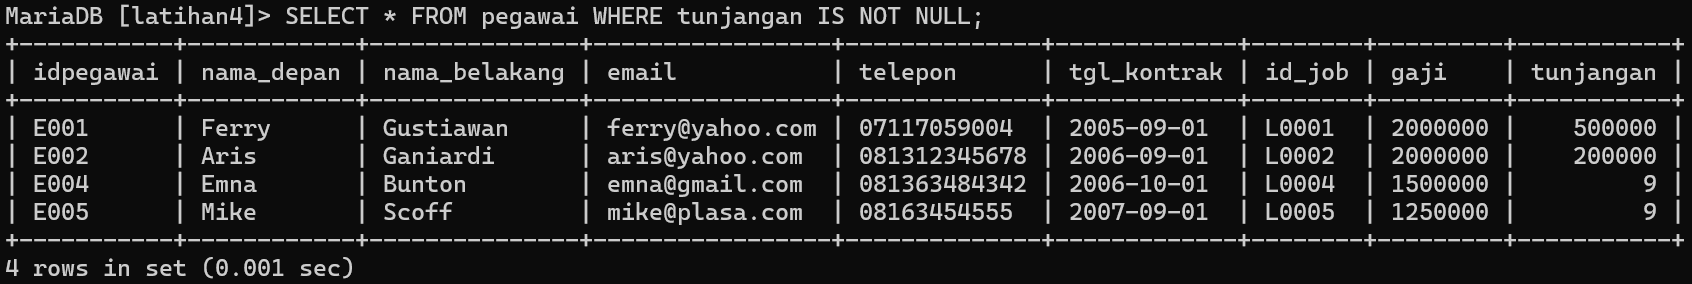 MariaDB [latihan4]> SELECT * FROM pegawai WHERE tunjangan IS NOT NULL;
+-----------+------------+---------------+-----------------+--------------+-------------+--------+---------+-----------+
| idpegawai | nama_depan | nama_belakang | email           | telepon      | tgl_kontrak | id_job | gaji    | tunjangan |
+-----------+------------+---------------+-----------------+--------------+-------------+--------+---------+-----------+
| E001      | Ferry      | Gustiawan     | ferry@yahoo.com | 07117059004  | 2005-09-01  | L0001  | 2000000 |    500000 |
| E002      | Aris       | Ganiardi      | aris@yahoo.com  | 081312345678 | 2006-09-01  | L0002  | 2000000 |    200000 |
| E004      | Emna       | Bunton        | emna@gmail.com  | 081363484342 | 2006-10-01  | L0004  | 1500000 |         9 |
| E005      | Mike       | Scoff         | mike@plasa.com  | 08163454555  | 2007-09-01  | L0005  | 1250000 |         9 |
+-----------+------------+---------------+-----------------+--------------+-------------+--------+---------+-----------+
4 rows in set (0.001 sec)